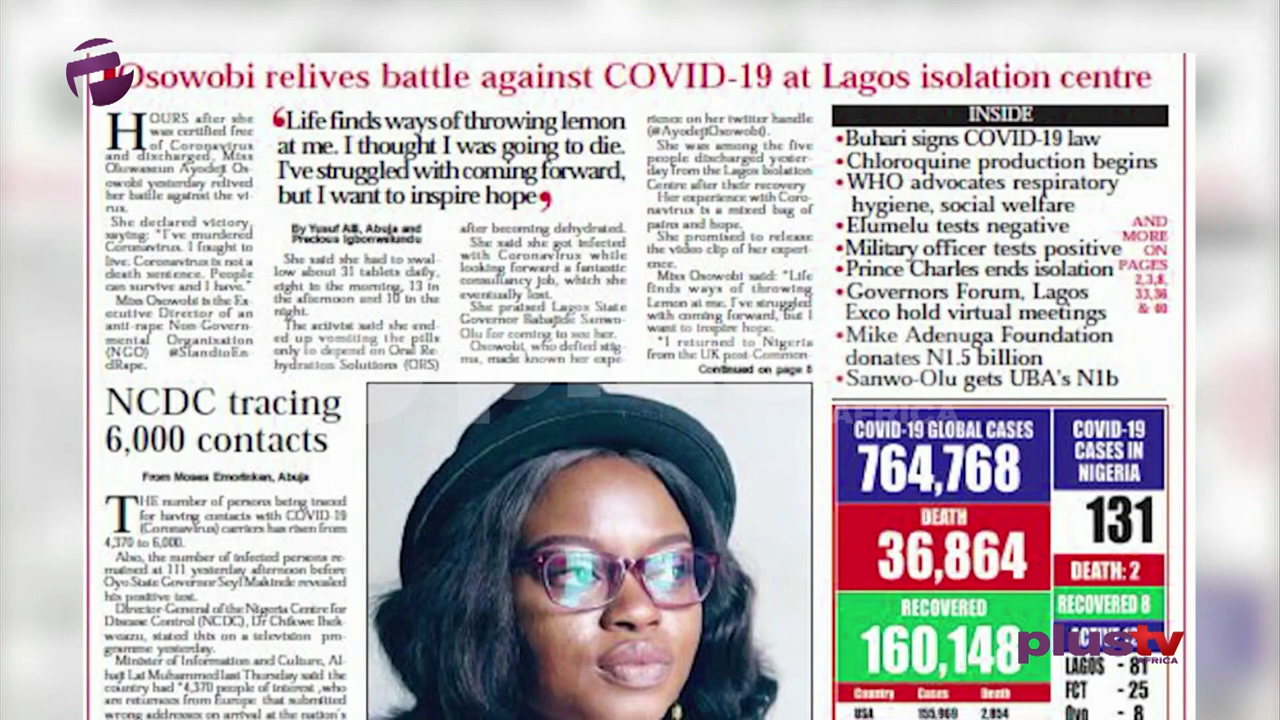 Osowobi relives battle against COVID-19 at Lagos isolation centre
HOURS after she
was certified free
of Coronavirus
and discharged, Miss
Oluwaseun Ayodeji Os-
owobi yesterday relived
her battle against the vi-
rus.
She declared victory,
saying: "I've murdered
Coronavirus. I fought to
live. Coronavirus is not a
death sentence. People
can survive and I have."
Miss Osowobi is the Ex-
ecutive Director of an
anti-rape Non-Govern-
mental Organisation
(NGO) @StandtoEn-
dRape.
‘Life finds ways of throwing lemon
at me. I thought I was going to die.
I've struggled with coming forward,
but I want to inspire hope’
By Yusuf Alli, Abuja and
Precious Igbonwelundu
She said she had to swal-
low about 31 tablets daily,
eight in the morning, 13 in
the afternoon and 10 in the
night.
The activist said she end-
ed up vomiting the pills
only to depend on Oral Re-
hydration Solutions (ORS)
after becoming dehydrated.
She said she got infected
with Coronavirus while
looking forward a fantastic
consultancy job, which she
eventually lost.
She praised Lagos State
Governor Babajide Sanwo-
Olu for coming to see her.
Osowobi, who defied stig-
ma, made known her expe-
rience on her twitter handle
(@AyodejiOsowobi).
She was among the five
people discharged yester-
day from the Lagos Isolation
Centre after their recovery
Her experience with Coro-
navirus is a mixed bag of
pains and hope.
She promised to release
the video clip of her experi-
ence.
Miss Osowobi said: "Life
finds ways of throwing
Lemon at me. I've struggled
with coming forward, but I
want to inspire hope.
"I returned to Nigeria
from the UK post-Common-
Continued on page 8
INSIDE
•Buhari signs COVID-19 law
•Chloroquine production begins
•WHO advocates respiratory
hygiene, social welfare
•Elumelu tests negative
•Military officer tests positive
•Prince Charles ends isolation
•Governors Forum, Lagos
Exco hold virtual meetings
•Mike Adenuga Foundation
donates N1.5 billion
•Sanwo-Olu gets UBA's N1b
AND
MORE
ON
PAGES
2,3,8,
& 40
NCDC tracing
6,000 contacts
From Moses Emorinken, Abuja
THE number of persons being traced
for having contacts with COVID-19
(Coronavirus) carriers has risen from
4,370 to 6,000.
Also, the number of infected persons re-
mained at 111 yesterday afternoon before
Oyo State Governor Seyi Makinde revealed
his positive test.
Director-General of the Nigeria Centre for
Disease Control (NCDC), Dr Chikwe Ihek-
weazu, stated this on a television pro-
gramme yesterday.
Minister of Information and Culture, Al-
haji Lai Muhammed last Thursday said the
country had "4,370 people of interest, who
are returnees from Europe that submitted
wrong addresses on arrival at the nation's
COVID-19 GLOBAL CASES
764,768
DEATH
36,864
RECOVERED
160,148
Country Cases Death
USA 155,969 2,854
COVID-19
CASES IN
NIGERIA
131
DEATH: 2
RECOVERED 8
LAGOS - 81
FCT - 25
Oyo - 8
plustv
AFRICA